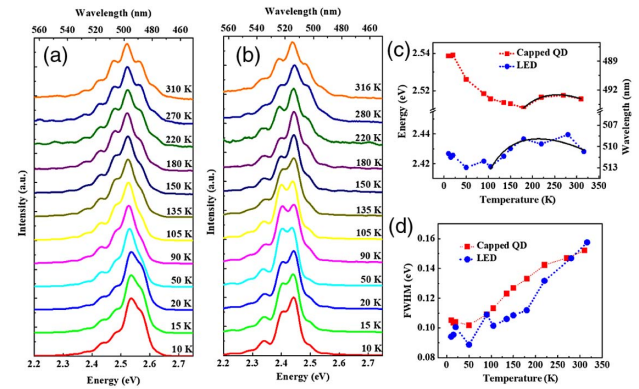 Wavelength (nm)
560 540 520 500 480 460
(a)
Intensity (a.u.)
310 K
270 K
220 K
180 K
150 K
135 K
105 K
90 K
50 K
20 K
15 K
10 K
2.2 2.3 2.4 2.5 2.6 2.7
Energy (eV)
Wavelength (nm)
560 540 520 500 480 460
(b)
Intensity (a.u.)
316 K
280 K
220 K
180 K
150 K
135 K
105 K
90 K
50 K
20 K
15 K
10 K
2.2 2.3 2.4 2.5 2.6 2.7
Energy (eV)
(c)
Capped QD
LED
2.54
2.52
2.44
2.42
Energy (eV)
489
492
507
510
513
Wavelength (nm)
0 50 100 150 200 250 300 350
Temperature (K)
(d)
Capped QD
LED
0.16
0.14
0.12
0.10
0.08
FWHM (eV)
0 50 100 150 200 250 300 350
Temperature (K)